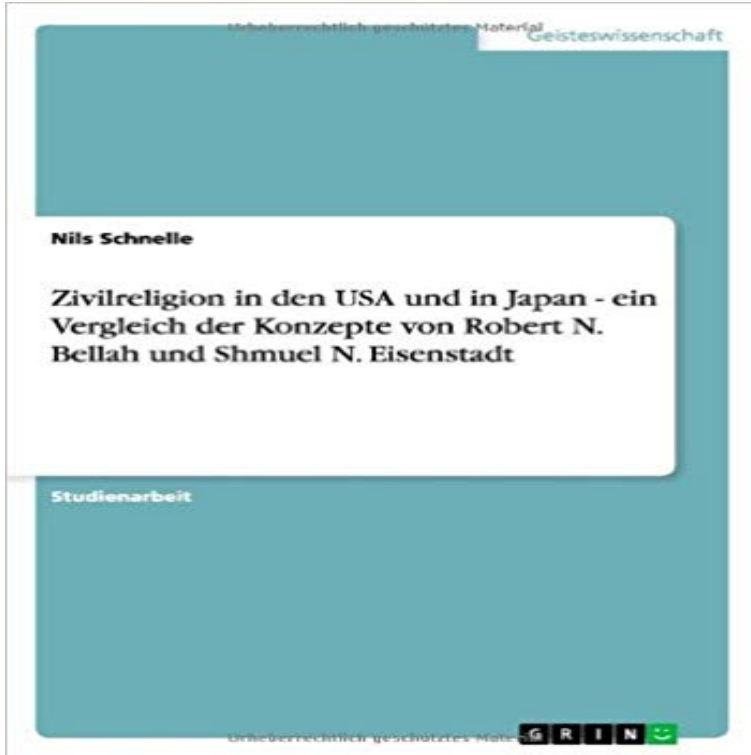 Urheberrechtlich geschütztes Material
Geisteswissenschaft
Nils Schnelle
Zivilreligion in den USA und in Japan - ein
Vergleich der Konzepte von Robert N.
Bellah und Shmuel N. Eisenstadt
Studienarbeit
Urheberrechtlich geschütztes Mate
GRIN